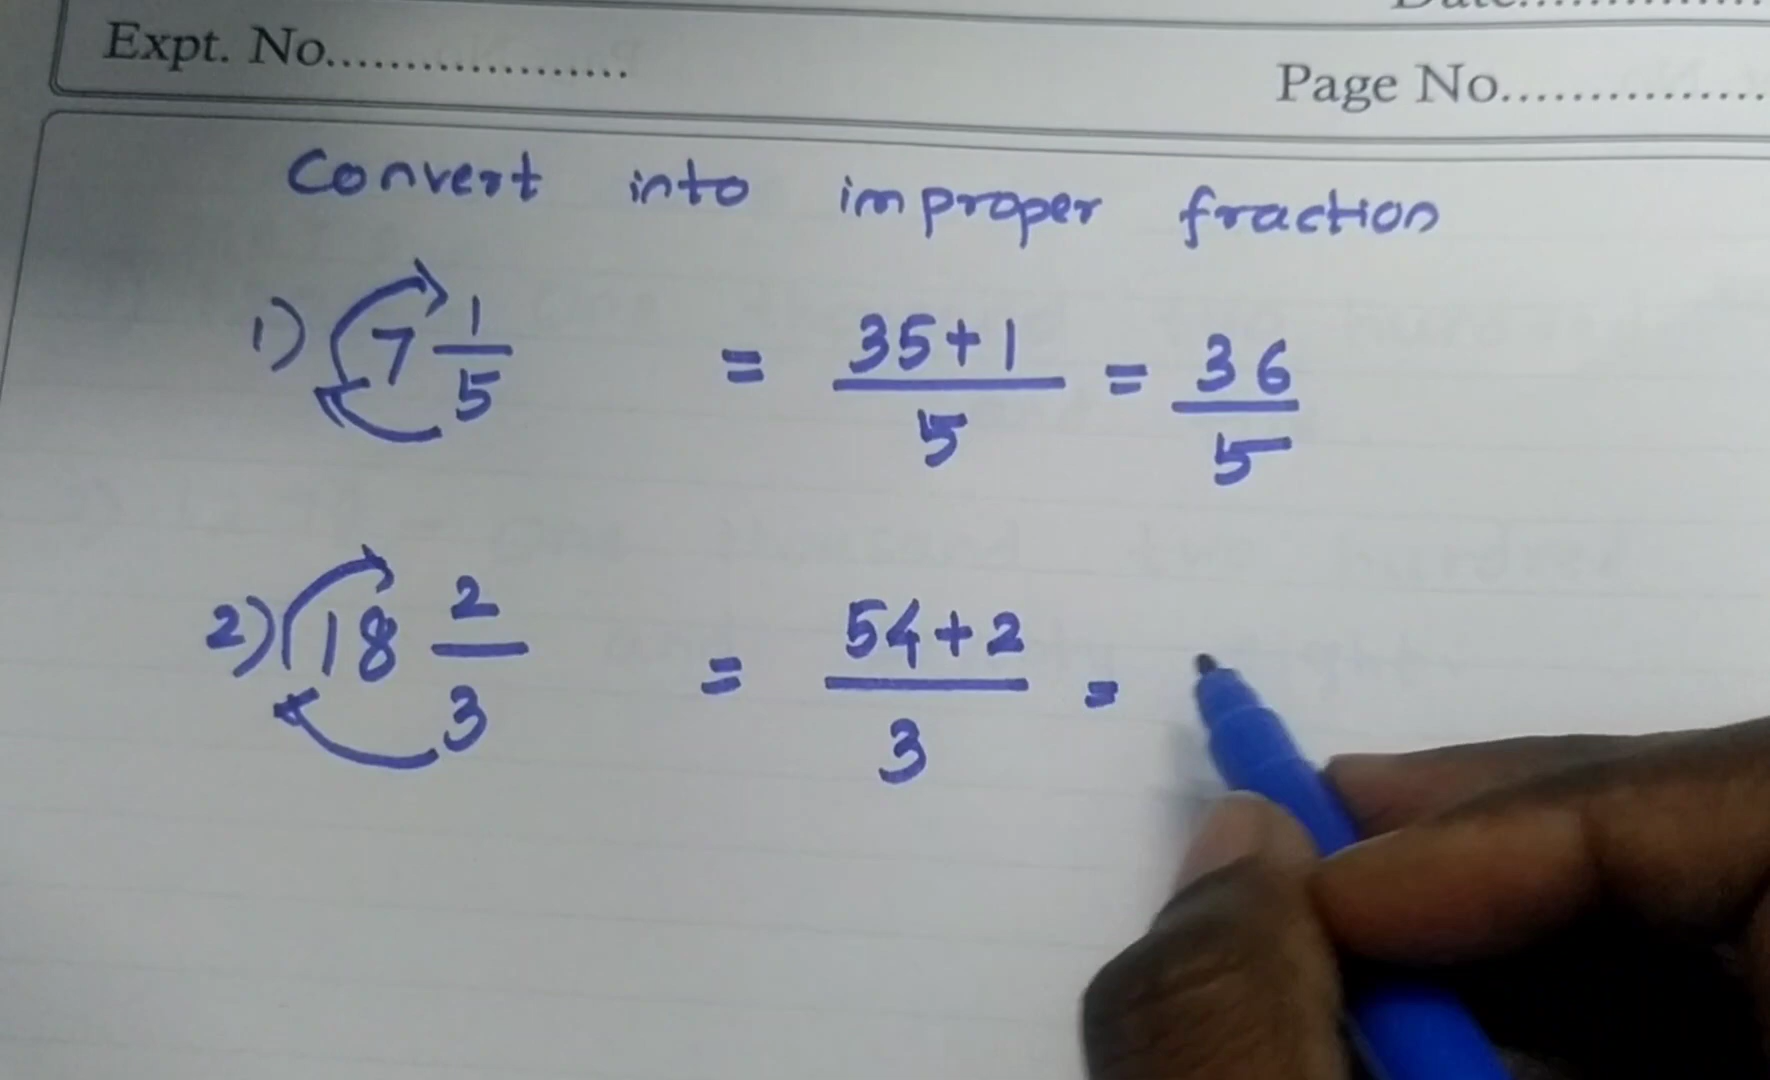 Expt. No...................
Page No...............
Convert into improper fraction
1) 7 1/5 = 35+1/5 = 36/5
2) 18 2/3 = 54+2/3 =